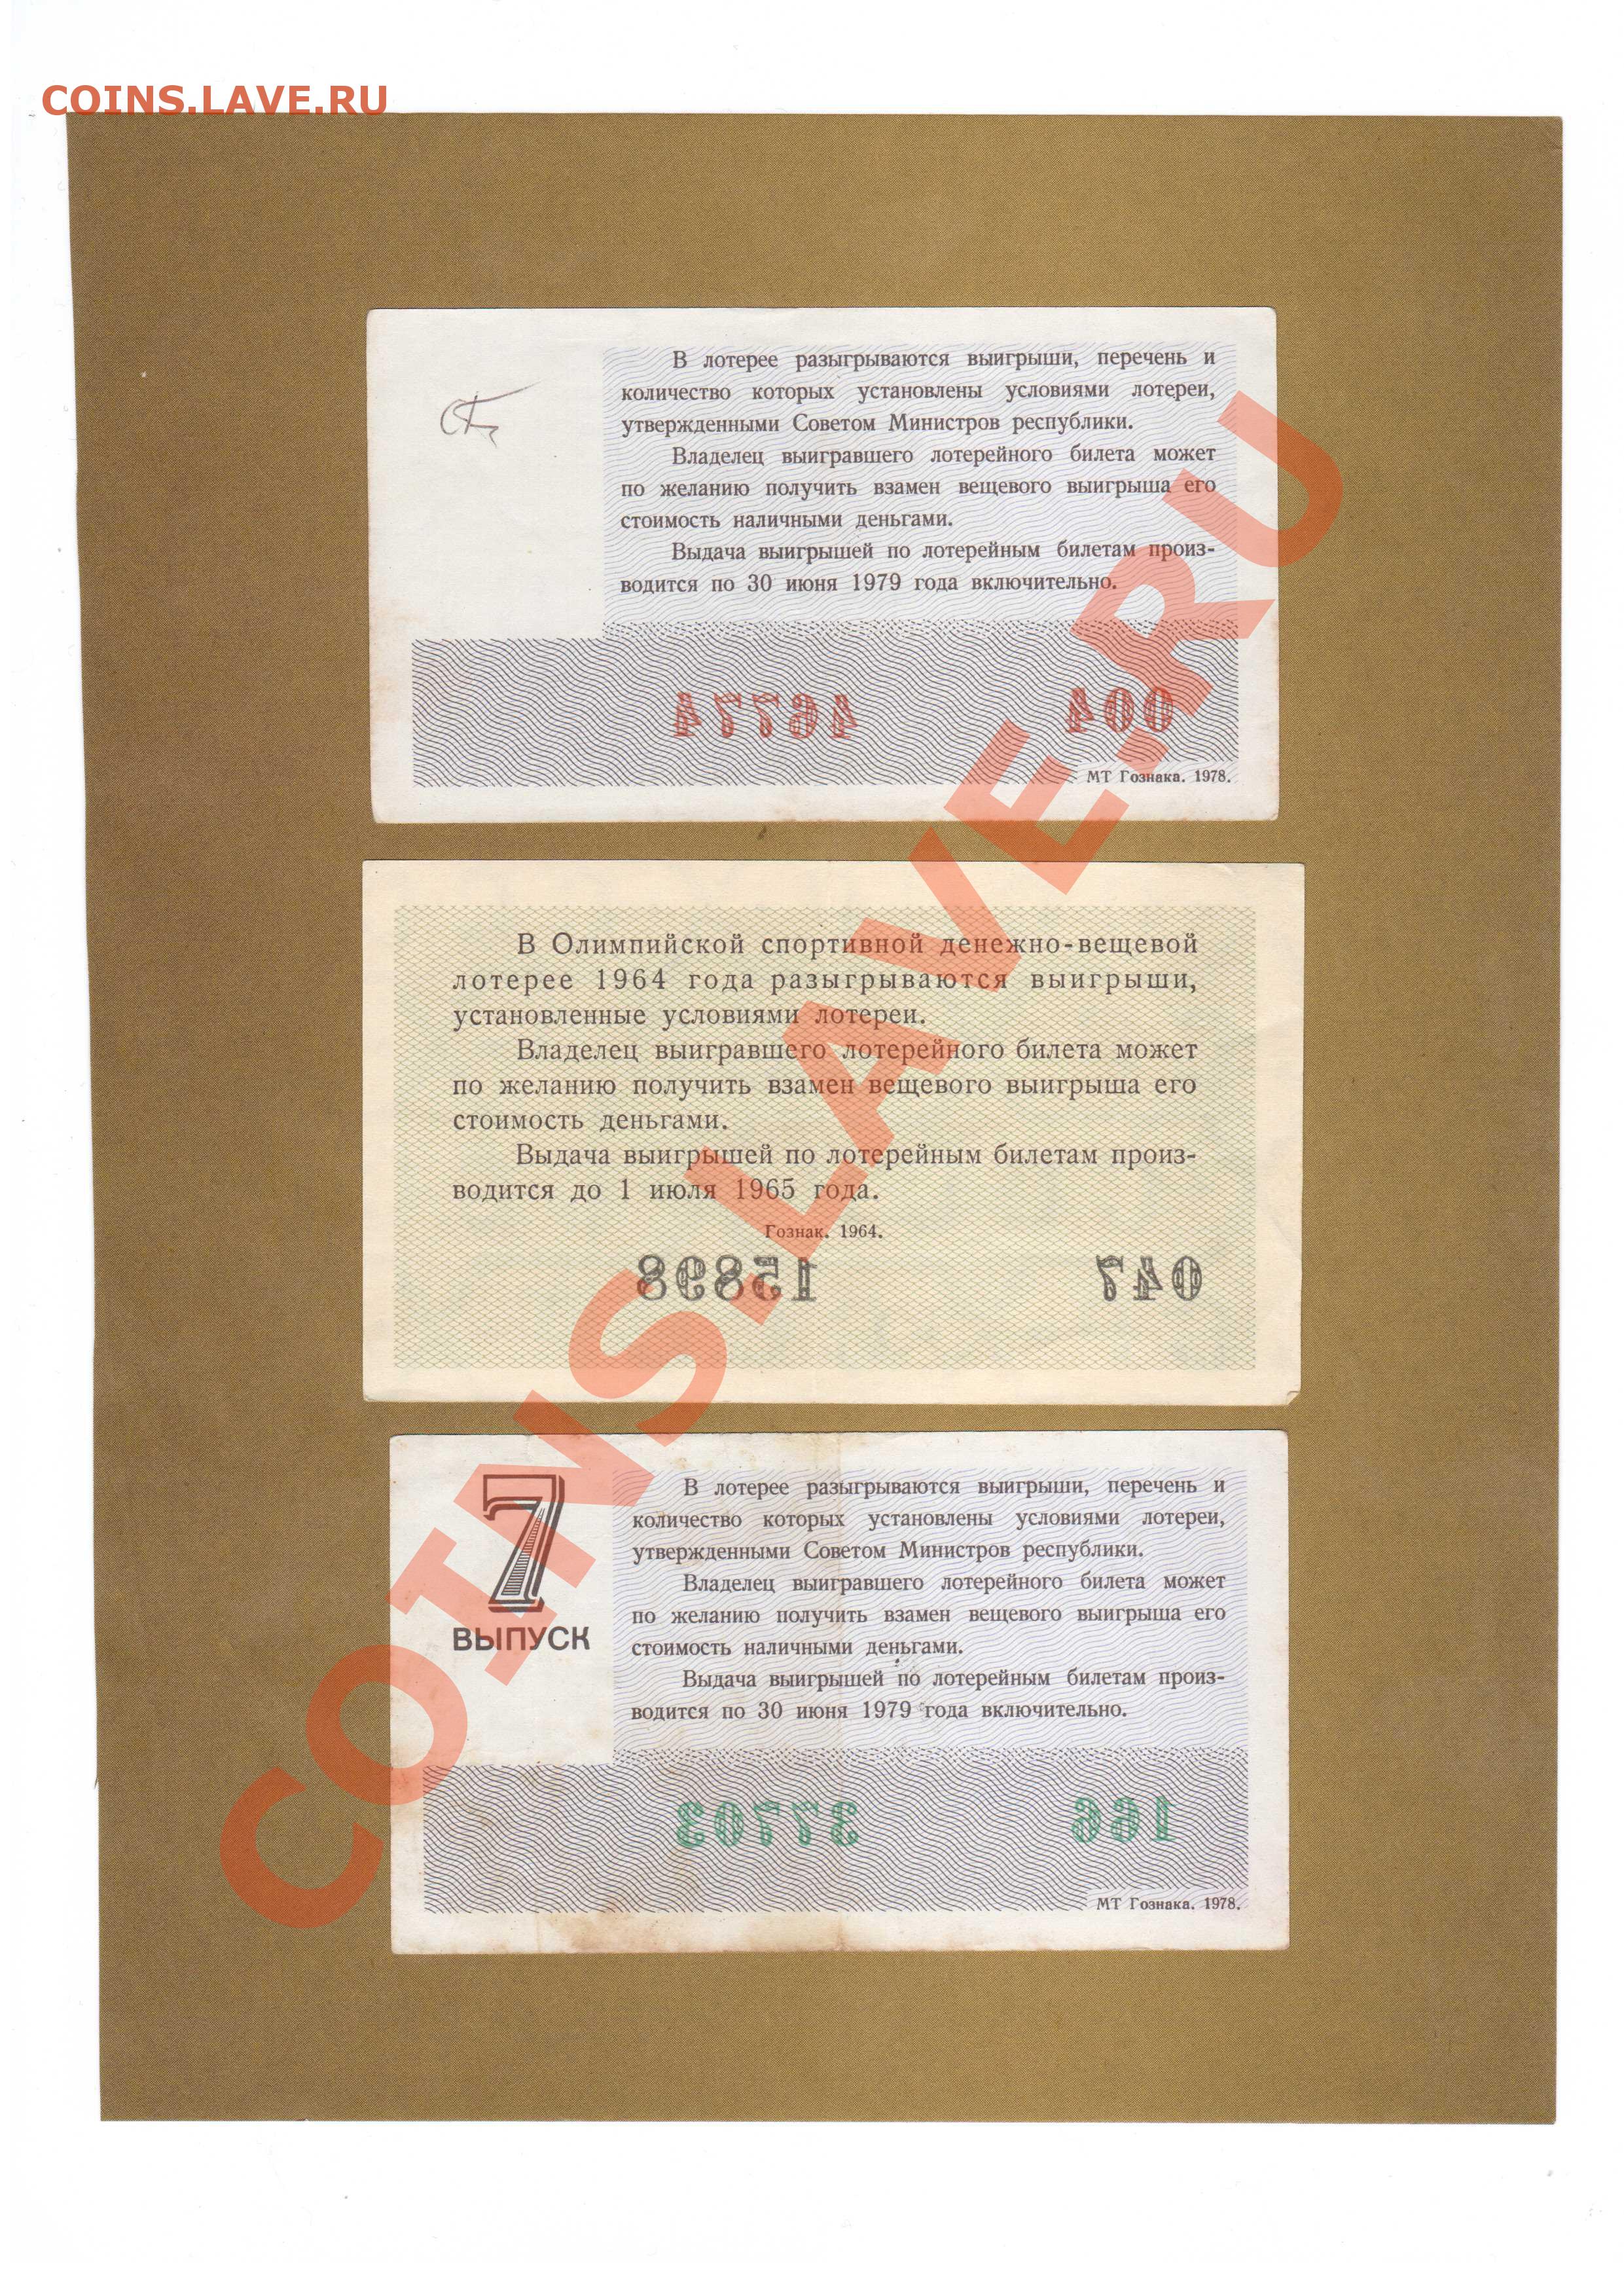 COINS.LAVE.RU
В лотерее разыгрываются выигрыши, перечень и
количество которых установлены условиями лотереи,
утвержденными Советом Министров республики.
Владелец выигравшего лотерейного билета может
по желанию получить взамен вещевого выигрыша его
стоимость наличными деньгами.
Выдача выигрышей по лотерейным билетам произ-
водится по 30 июня 1979 года включительно.
46774 004
МТ Гознака. 1978.
В Олимпийской спортивной денежно-вещевой
лотерее 1964 года разыгрываются выигрыши,
установленные условиями лотереи.
Владелец выигравшего лотерейного билета может
по желанию получить взамен вещевого выигрыша его
стоимость деньгами.
Выдача выигрышей по лотерейным билетам произ-
водится до 1 июля 1965 года.
Гознак. 1964.
15898 047
7
ВЫПУСК
В лотерее разыгрываются выигрыши, перечень и
количество которых установлены условиями лотереи,
утвержденными Советом Министров республики.
Владелец выигравшего лотерейного билета может
по желанию получить взамен вещевого выигрыша его
стоимость наличными деньгами.
Выдача выигрышей по лотерейным билетам произ-
водится по 30 июня 1979 года включительно.
37703 166
МТ Гознака. 1978.
COINS.LAVE.RU